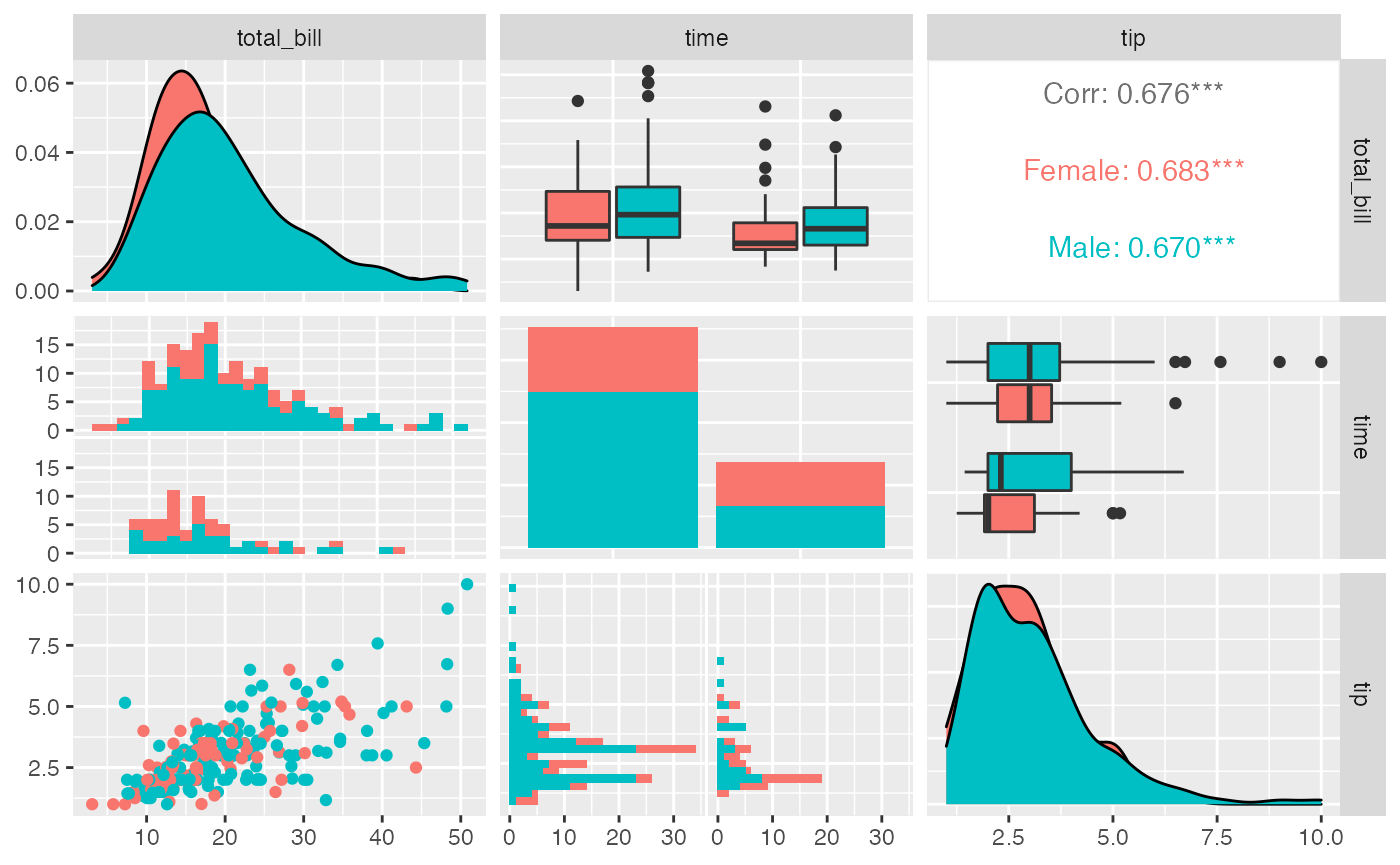 total_bill time tip
0.06
0.04
0.02
0.00
Corr: 0.676***
Female: 0.683***
Male: 0.670***
total_bill
15
10
5
0
15
10
5
0
time
10.0
7.5
5.0
2.5
tip
10 20 30 40 50 0 10 20 30 0 10 20 30 2.5 5.0 7.5 10.0